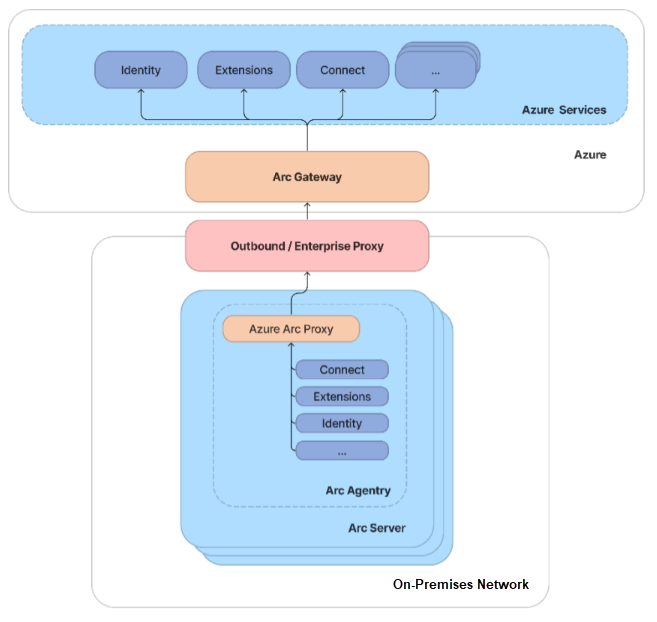 Identity
Extensions
Connect
...
Azure Services
Azure
Arc Gateway
Outbound / Enterprise Proxy
Azure Arc Proxy
Connect
Extensions
Identity
...
Arc Agentry
Arc Server
On-Premises Network